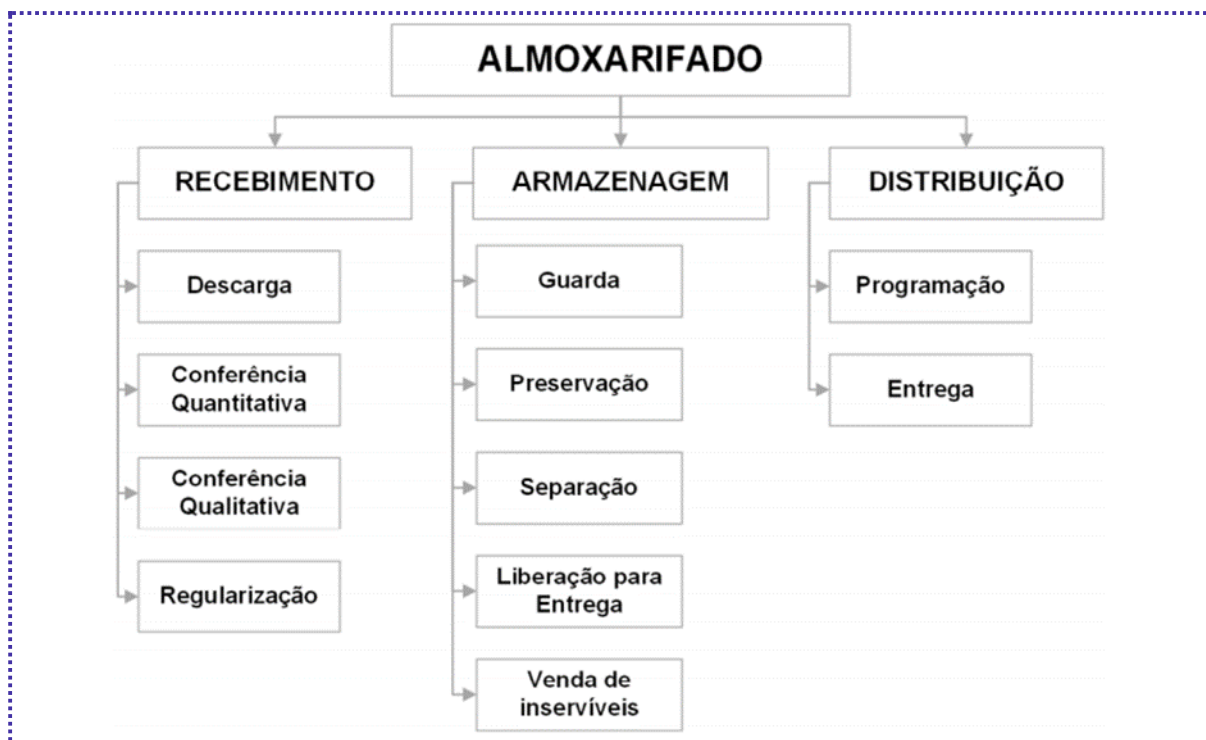 ALMOXARIFADO
RECEBIMENTO
Descarga
Conferência
Quantitativa
Conferência
Qualitativa
Regularização
ARMAZENAGEM
Guarda
Preservação
Separação
Liberação para
Entrega
Venda de
inservíveis
DISTRIBUIÇÃO
Programação
Entrega